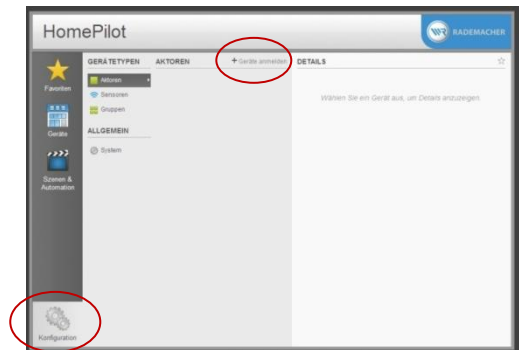 HomePilot
RADEMACHER
Favoriten
Geräte
Szenen &
Automation
Konfiguration
GERÄTETYPEN
Aktoren
Sensoren
Gruppen
ALLGEMEIN
System
AKTOREN
+ Geräte anmelden
DETAILS
Wählen Sie ein Gerät aus, um Details anzuzeigen.